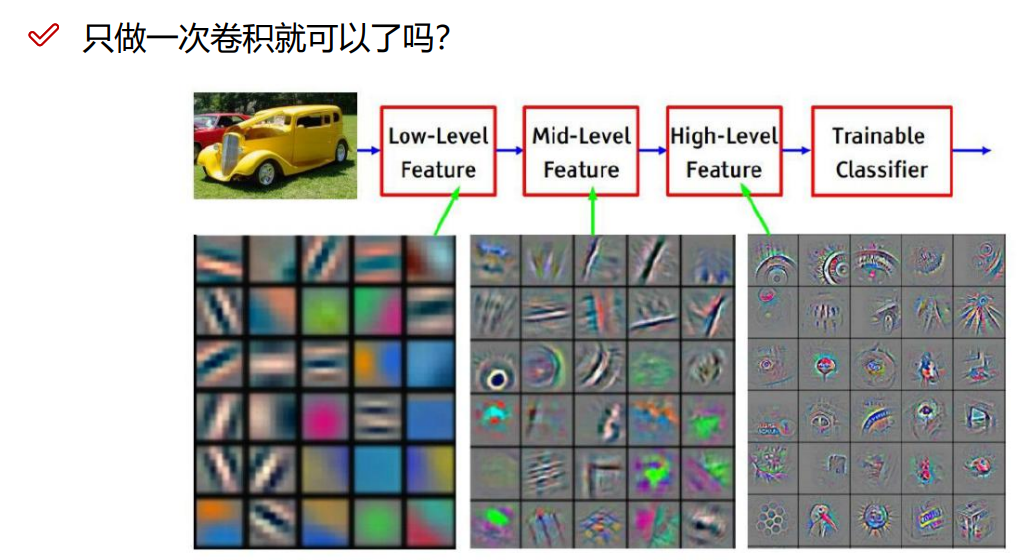 只做一次卷积就可以了吗?
Low-Level
Feature
Mid-Level
Feature
High-Level
Feature
Trainable
Classifier